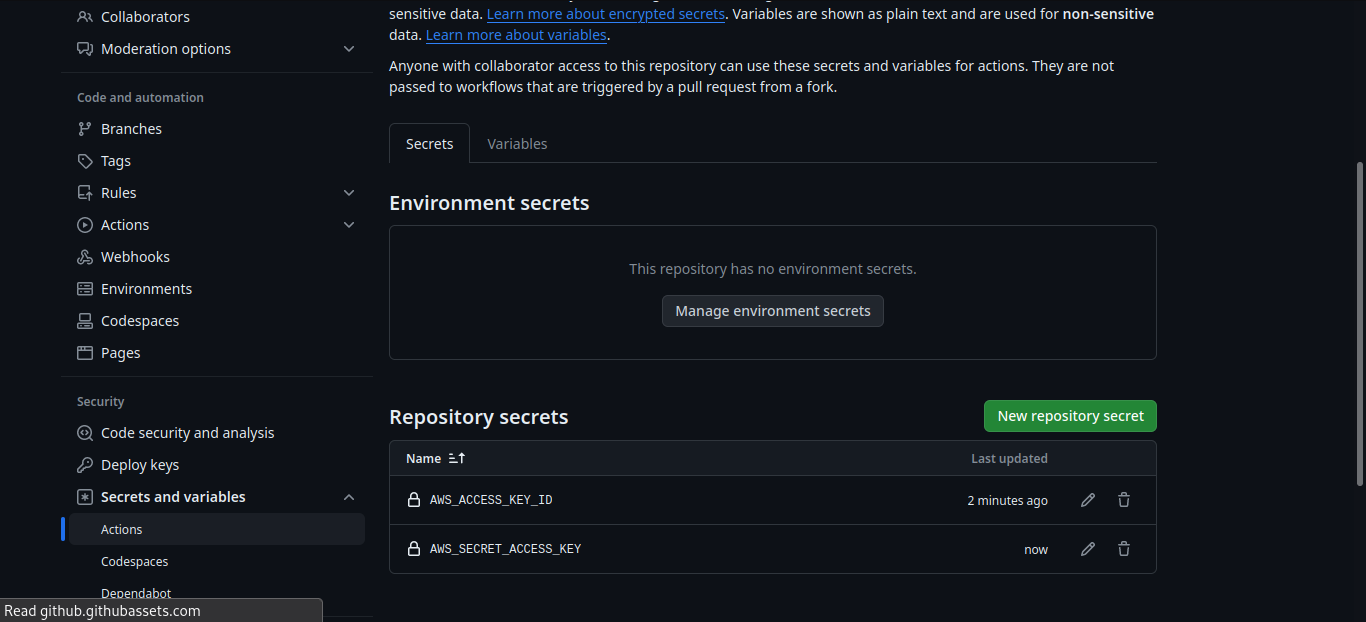 Collaborators
Moderation options
Code and automation
Branches
Tags
Rules
Actions
Webhooks
Environments
Codespaces
Pages
Security
Code security and analysis
Deploy keys
Secrets and variables
Actions
Codespaces
Dependabot
sensitive data. Learn more about encrypted secrets. Variables are shown as plain text and are used for non-sensitive
data. Learn more about variables.
Anyone with collaborator access to this repository can use these secrets and variables for actions. They are not
passed to workflows that are triggered by a pull request from a fork.
Secrets Variables
Environment secrets
This repository has no environment secrets.
Manage environment secrets
Repository secrets New repository secret
Name Last updated
AWS_ACCESS_KEY_ID 2 minutes ago
AWS_SECRET_ACCESS_KEY now
Read github.githubassets.com